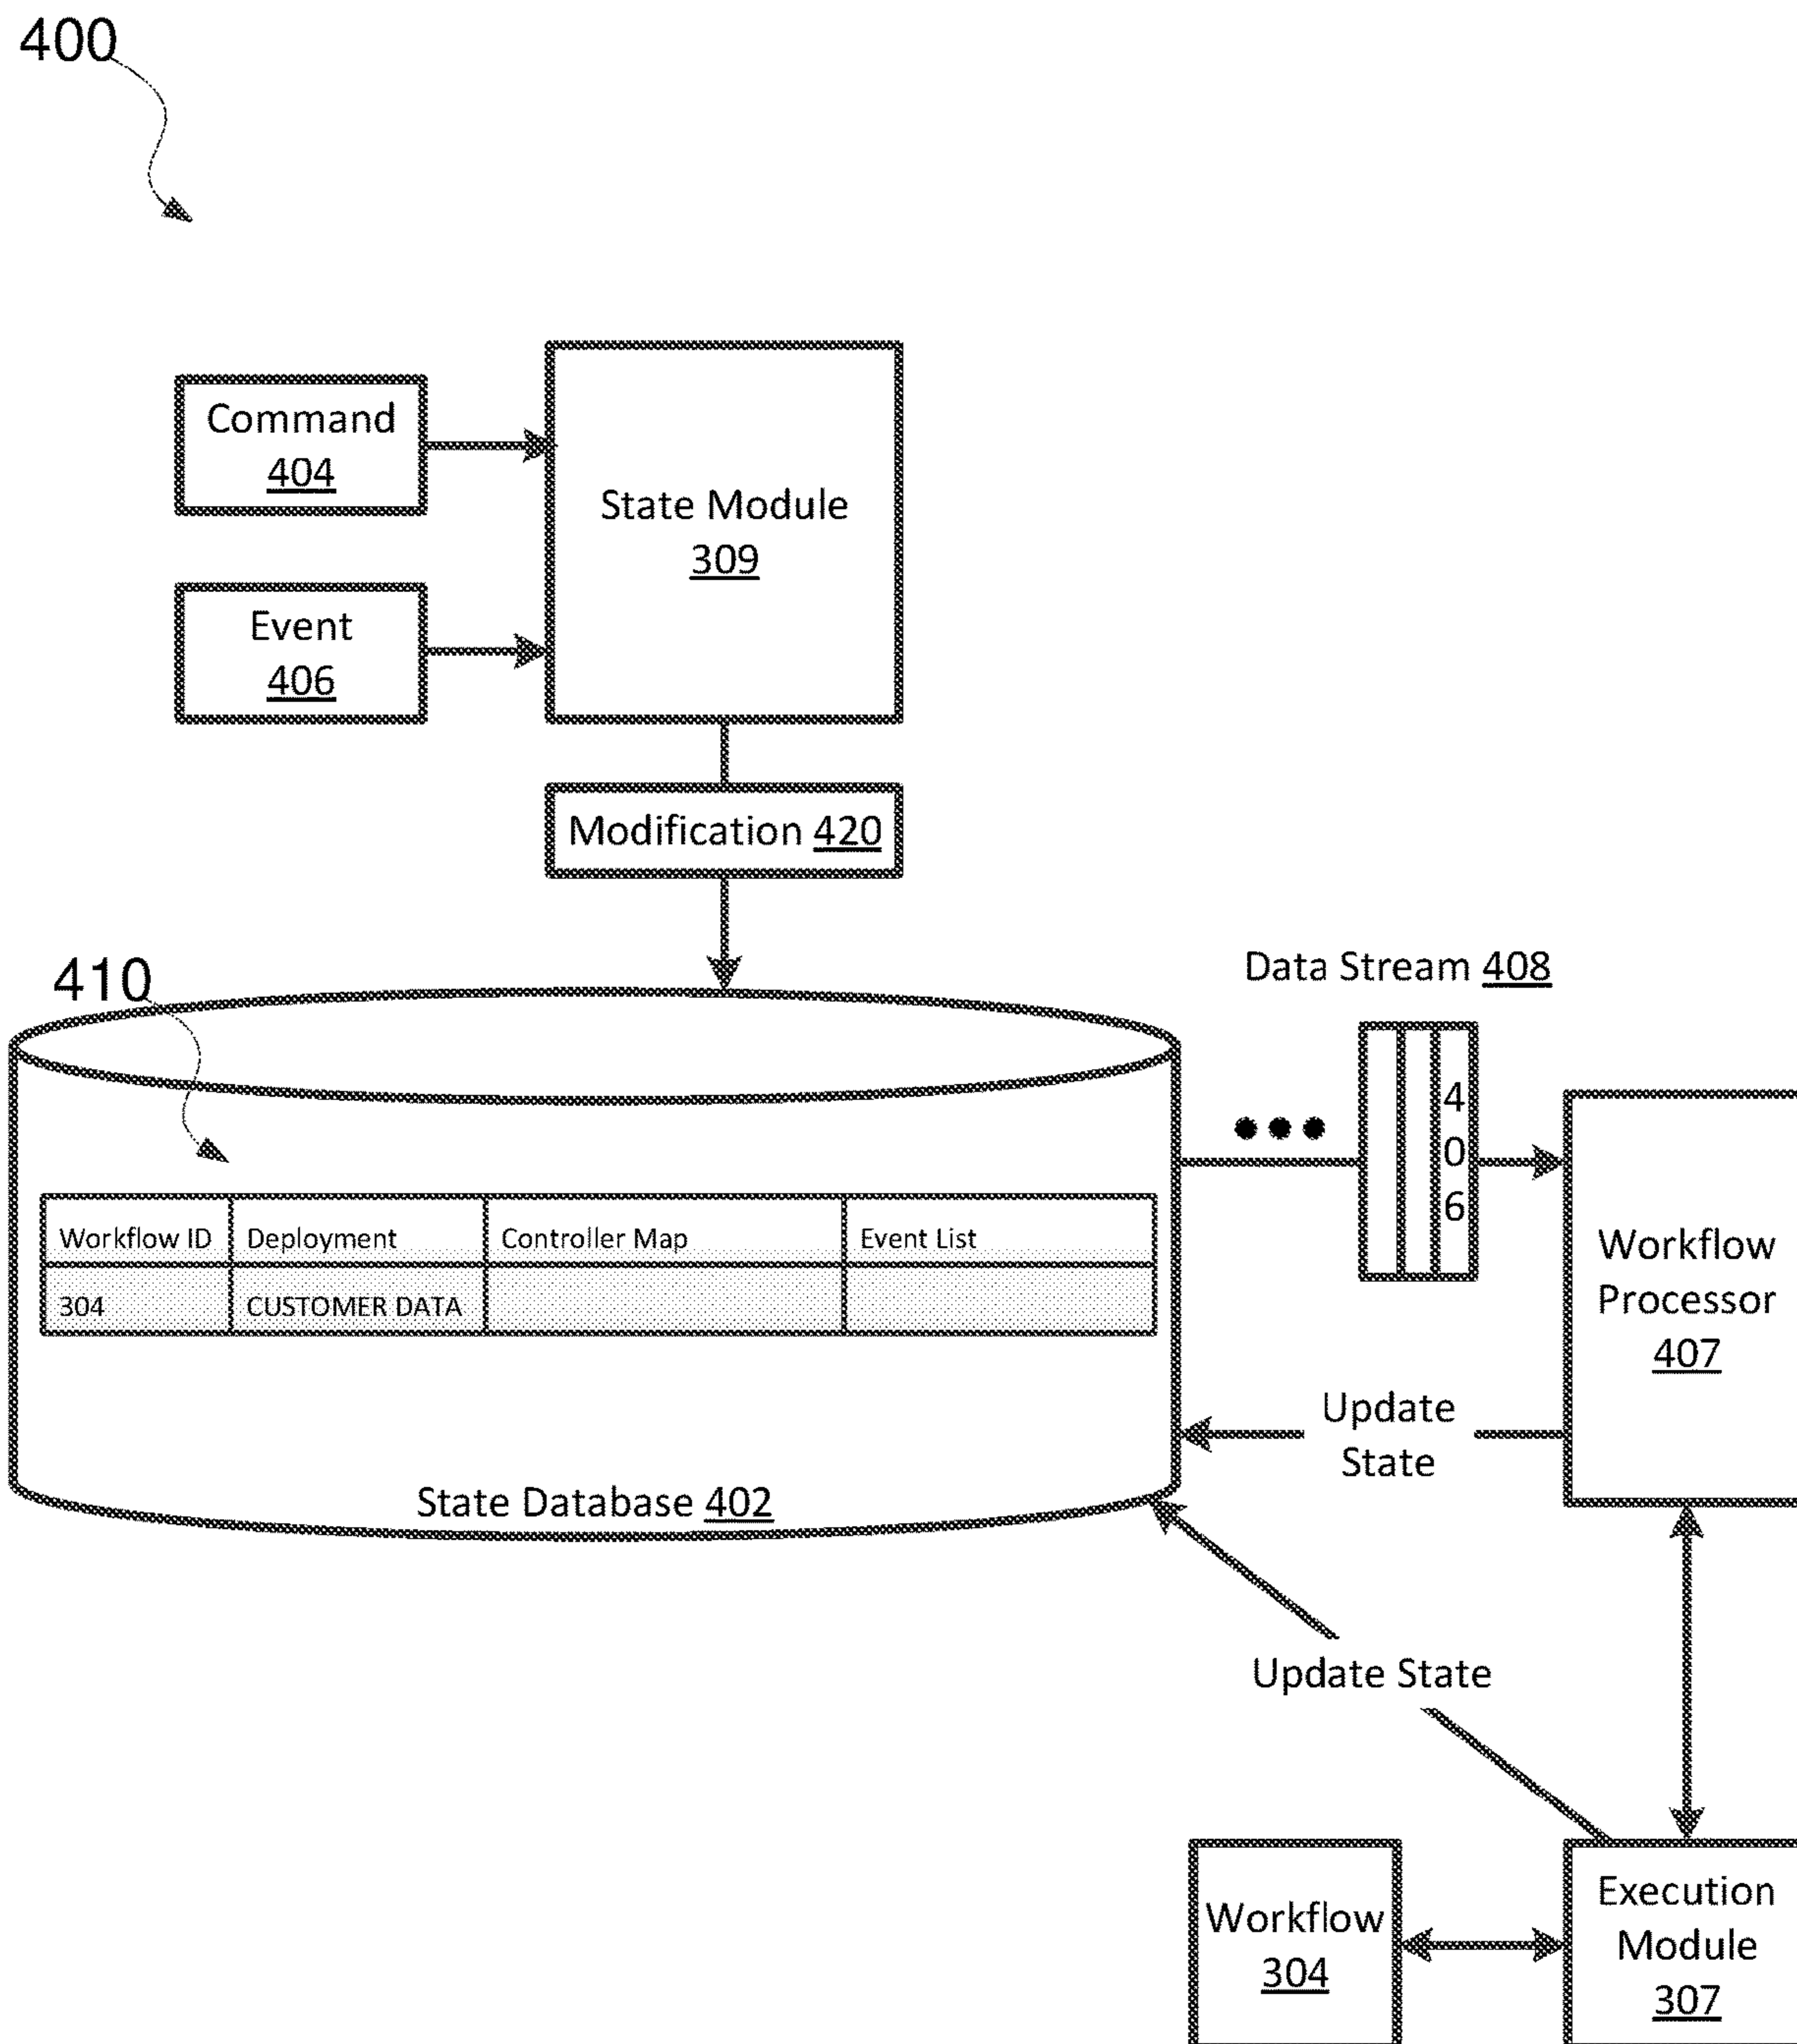 400
Command
404
State Module
309
Event
406
Modification 420
410
Data Stream 408
4
0
6
Workflow ID Deployment Controller Map Event List
304 CUSTOMER DATA
Workflow
Processor
407
Update
State
State Database 402
Update State
Workflow
304
Execution
Module
307